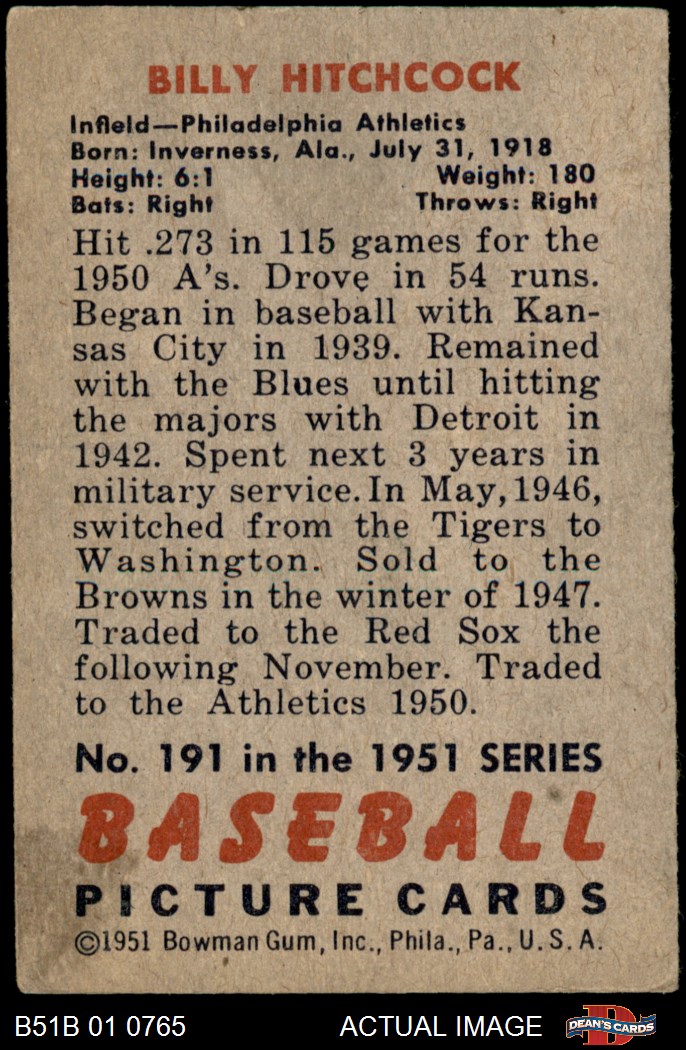 BILLY HITCHCOCK
Infield—Philadelphia Athletics
Born: Inverness, Ala., July 31, 1918
Height: 6:1 Weight: 180
Bats: Right Throws: Right
Hit .273 in 115 games for the
1950 A's. Drove in 54 runs.
Began in baseball with Kan-
sas City in 1939. Remained
with the Blues until hitting
the majors with Detroit in
1942. Spent next 3 years in
military service. In May, 1946,
switched from the Tigers to
Washington. Sold to the
Browns in the winter of 1947.
Traded to the Red Sox the
following November. Traded
to the Athletics 1950.
No. 191 in the 1951 SERIES
BASEBALL
PICTURE CARDS
©1951 Bowman Gum, Inc., Phila., Pa., U.S.A.
B51B 01 0765 ACTUAL IMAGE DEAN'S CARDS